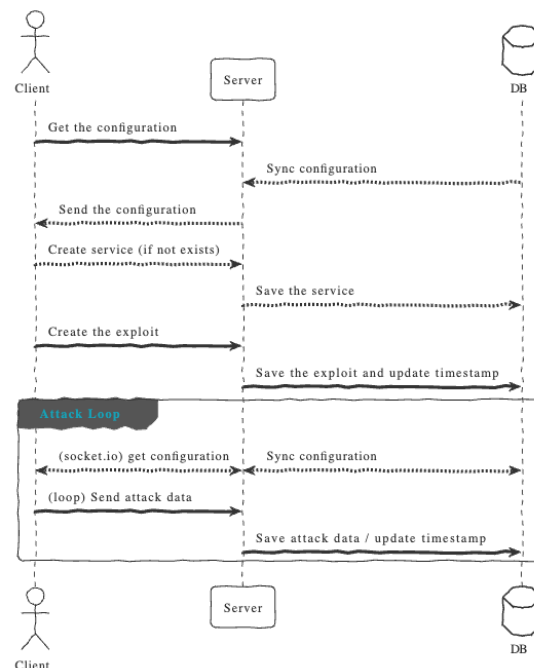 Client
Server
DB
Get the configuration
Sync configuration
Send the configuration
Create service (if not exists)
Save the service
Create the exploit
Save the exploit and update timestamp
Attack Loop
(socket.io) get configuration
Sync configuration
(loop) Send attack data
Save attack data / update timestamp
Client
Server
DB